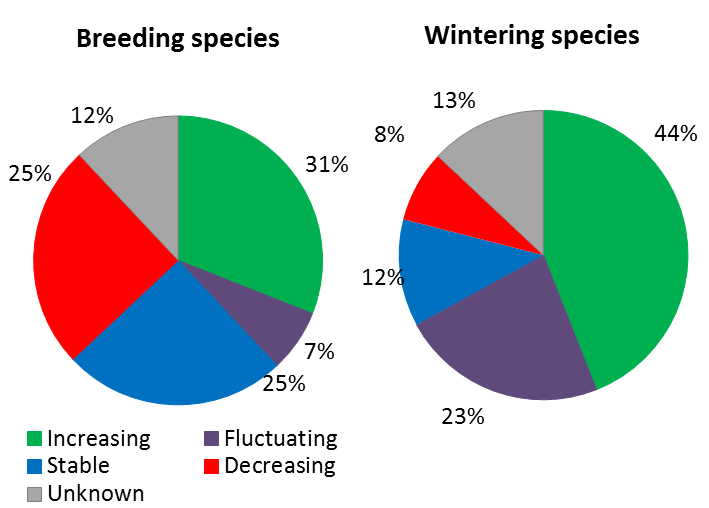 Breeding species
12%
31%
25%
7%
25%
Wintering species
13%
44%
8%
12%
23%
Increasing
Fluctuating
Stable
Decreasing
Unknown